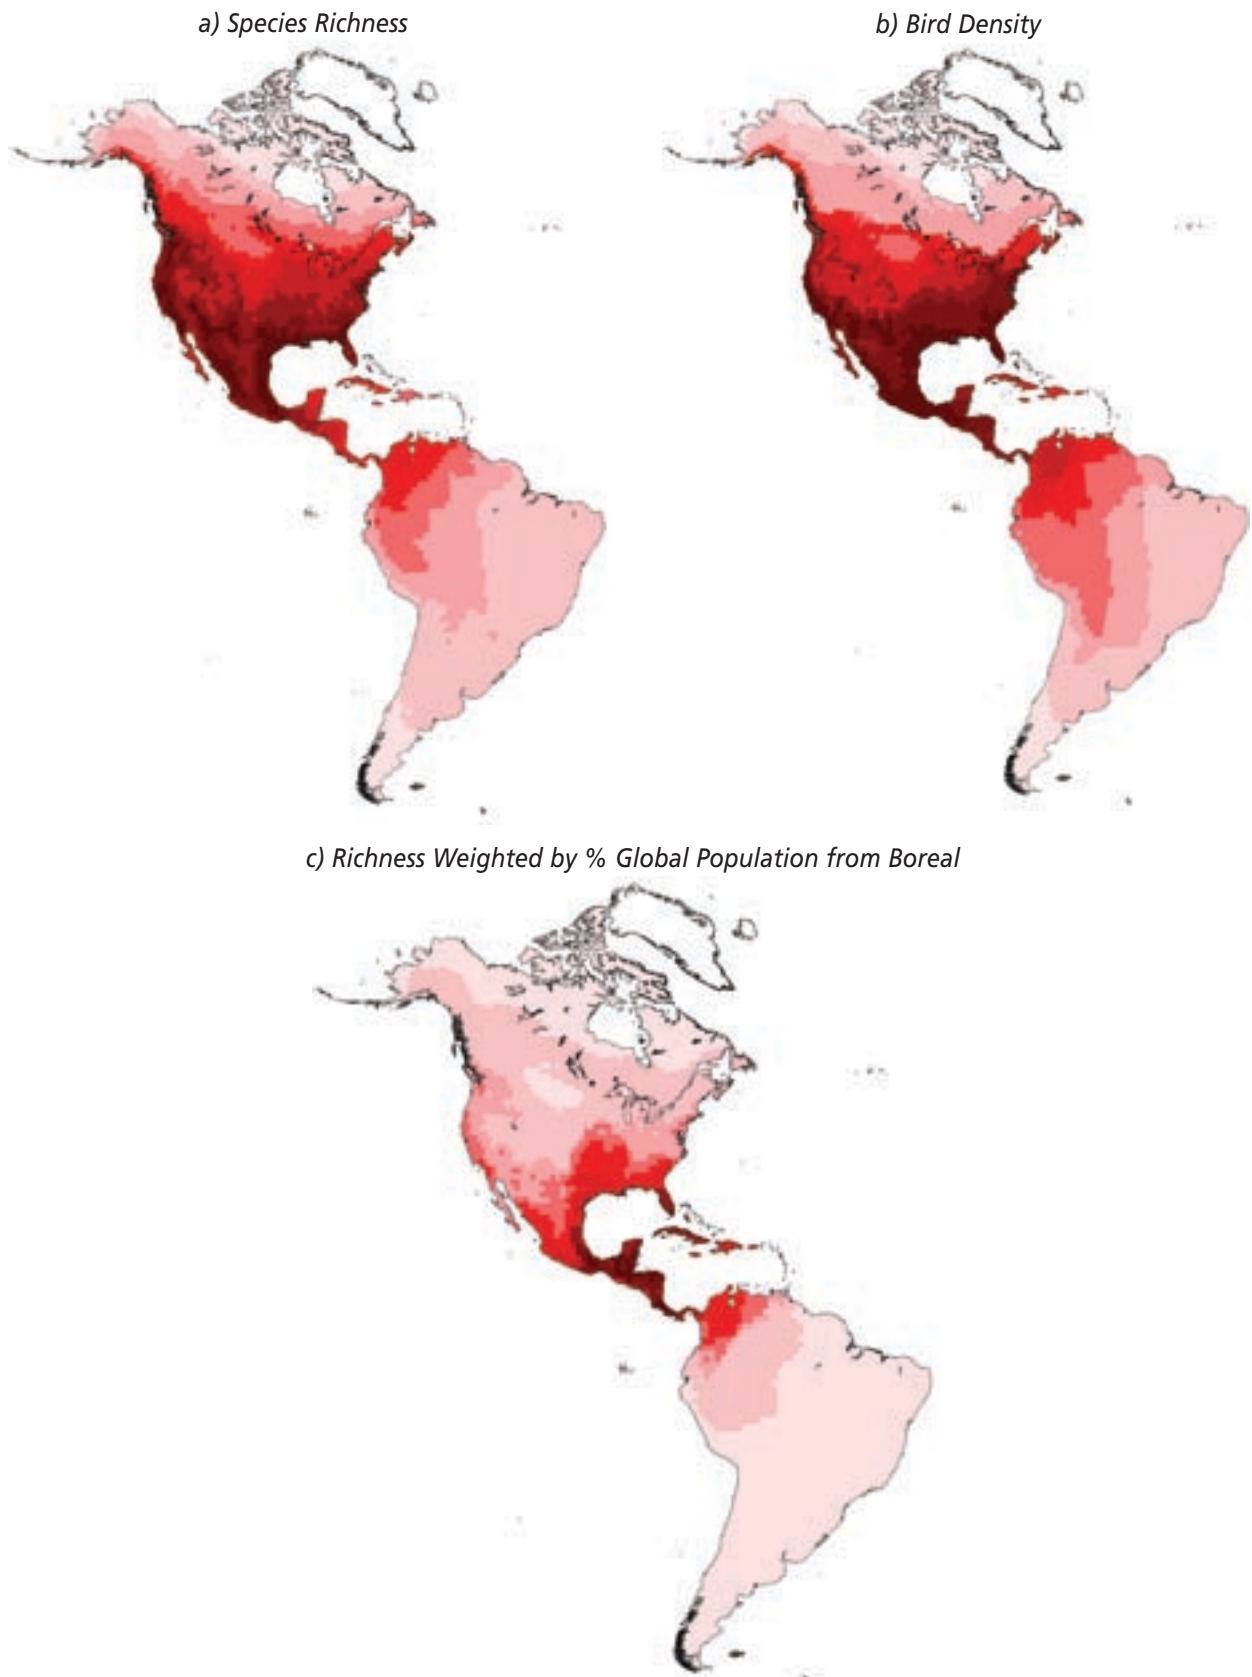 a) Species Richness
b) Bird Density
c) Richness Weighted by % Global Population from Boreal